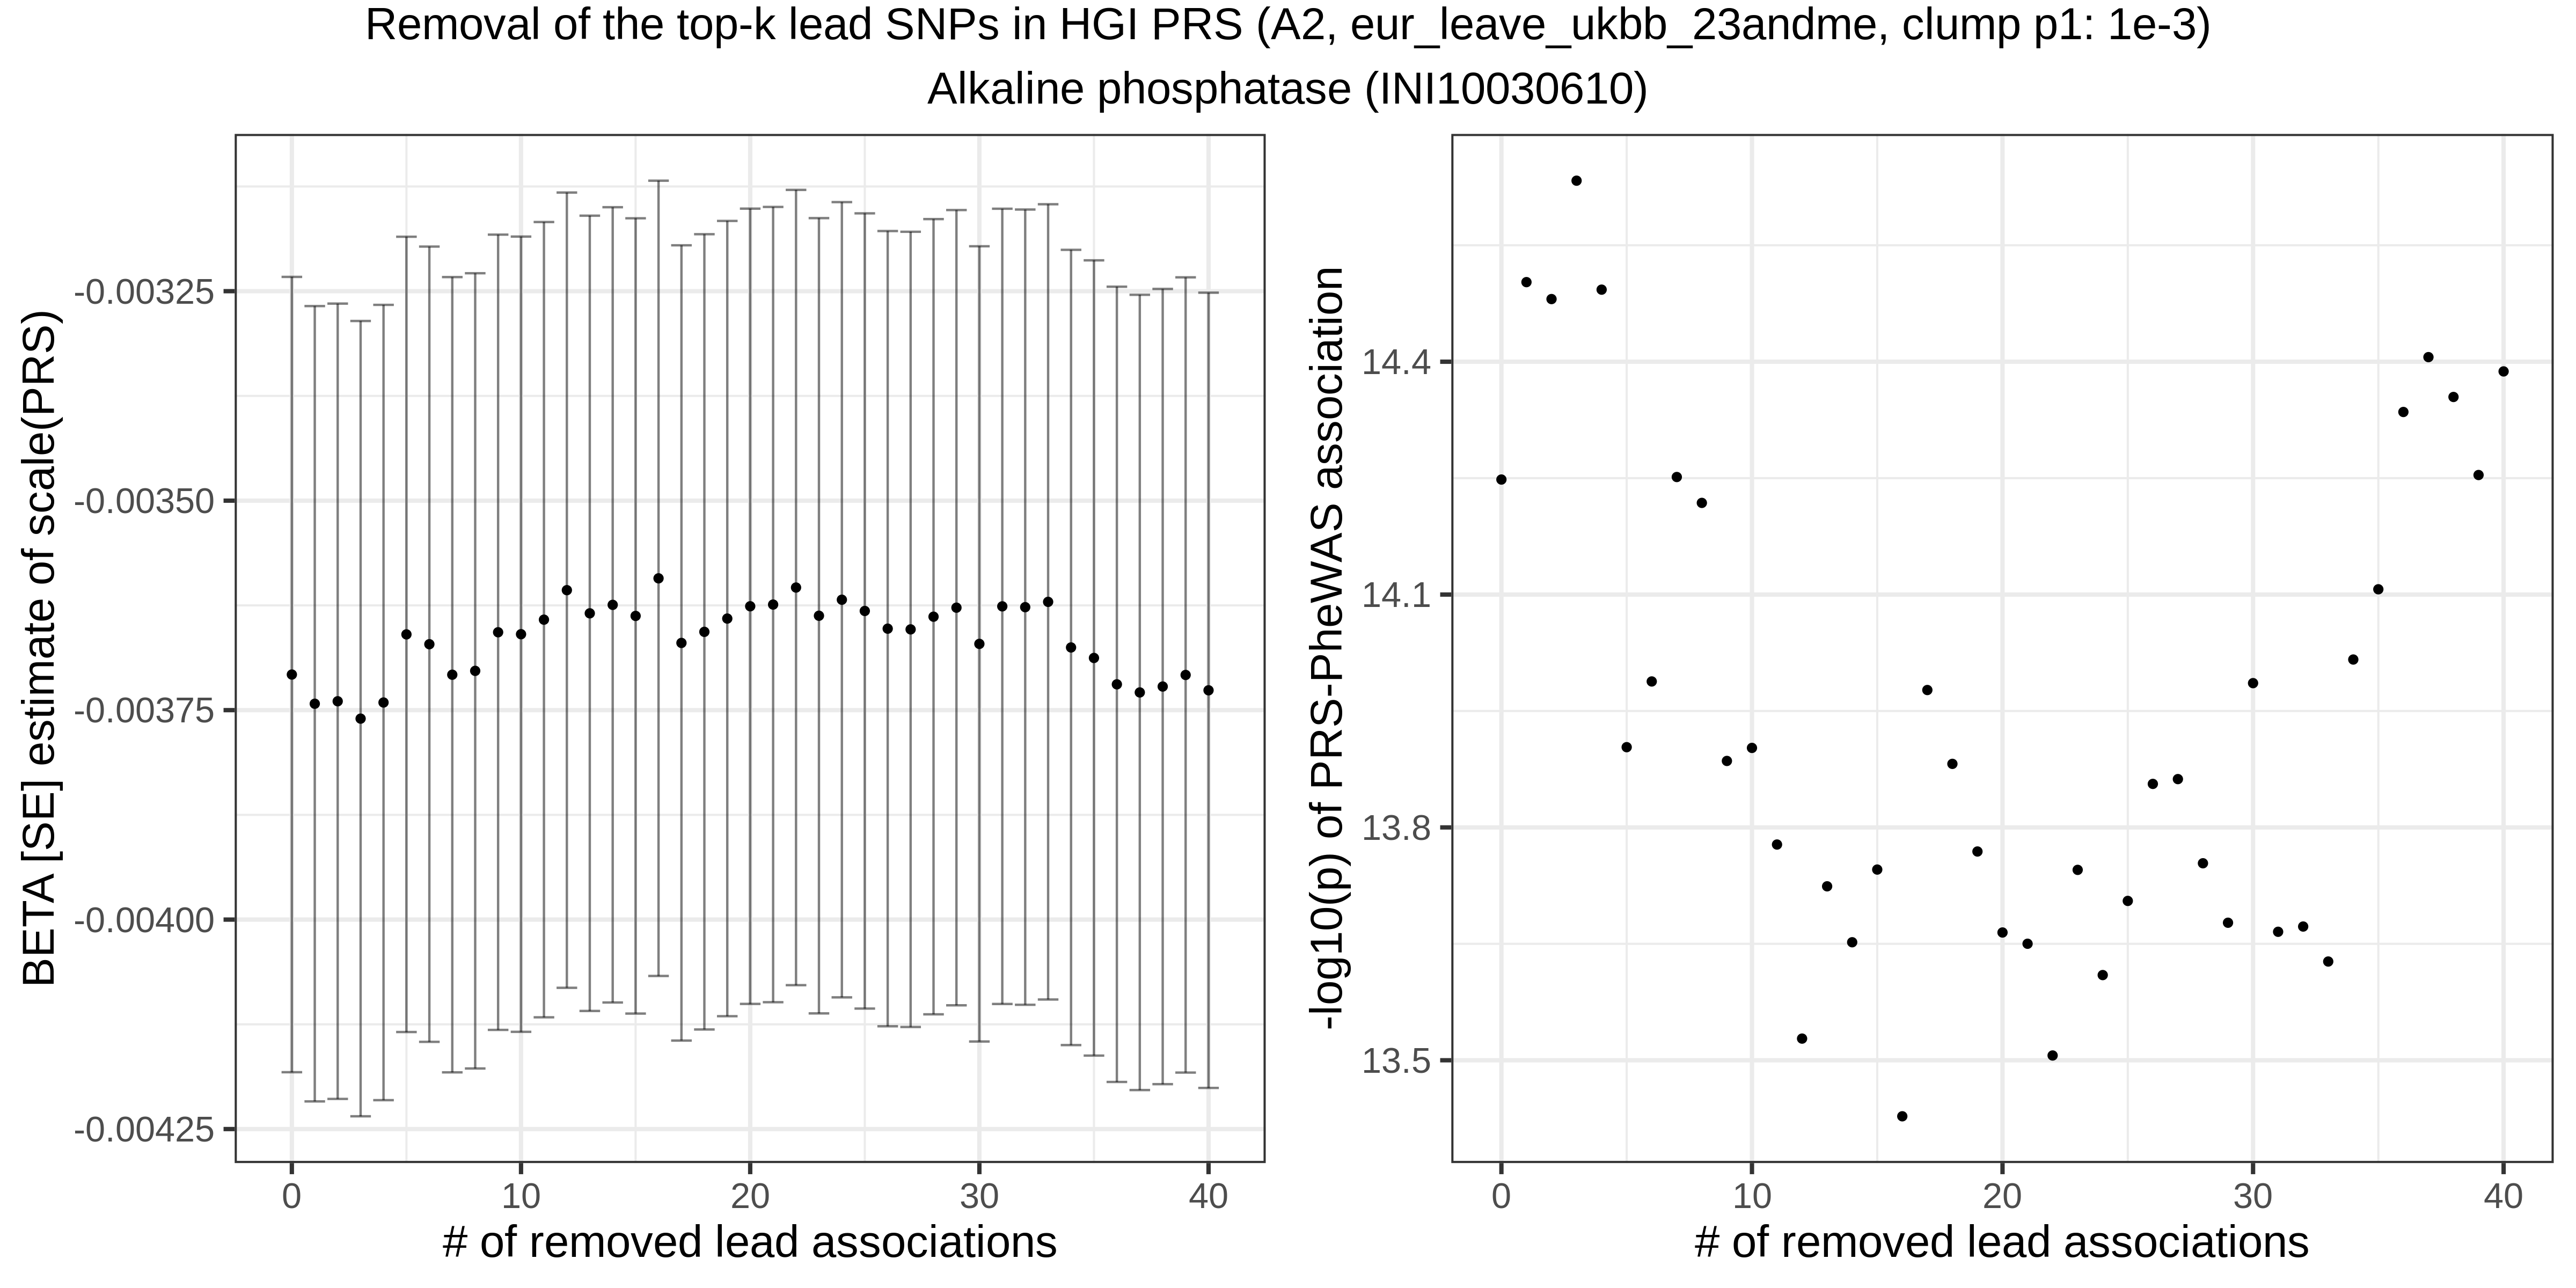 Removal of the top-k lead SNPs in HGI PRS (A2, eur_leave_ukbb_23andme, clump p1: 1e-3)
Alkaline phosphatase (INI10030610)
BETA [SE] estimate of scale(PRS)
-0.00325
-0.00350
-0.00375
-0.00400
-0.00425
0 10 20 30 40
# of removed lead associations
-log10(p) of PRS-PheWAS association
14.4
14.1
13.8
13.5
0 10 20 30 40
# of removed lead associations